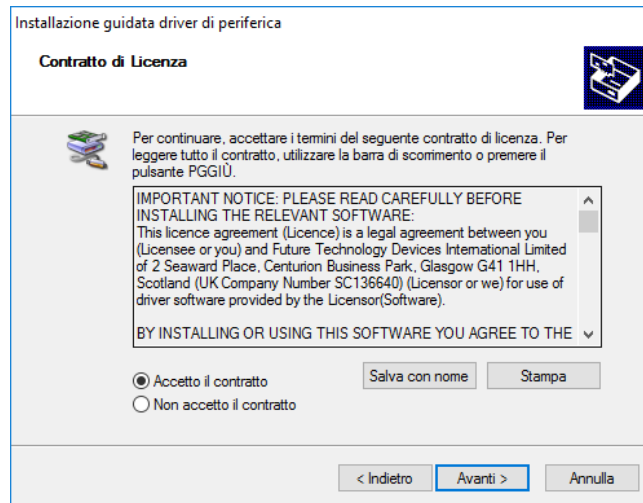 Installazione guidata driver di periferica
Contratto di Licenza
Per continuare, accettare i termini del seguente contratto di licenza. Per
leggere tutto il contratto, utilizzare la barra di scorrimento o premere il
pulsante PGGIÙ.
IMPORTANT NOTICE: PLEASE READ CAREFULLY BEFORE
INSTALLING THE RELEVANT SOFTWARE:
This licence agreement (Licence) is a legal agreement between you
(Licensee or you) and Future Technology Devices International Limited
of 2 Seaward Place, Centurion Business Park, Glasgow G41 1HH,
Scotland (UK Company Number SC136640) (Licensor or we) for use of
driver software provided by the Licensor(Software).
BY INSTALLING OR USING THIS SOFTWARE YOU AGREE TO THE
Accetto il contratto
Salva con nome
Stampa
Non accetto il contratto
< Indietro
Avanti >
Annulla